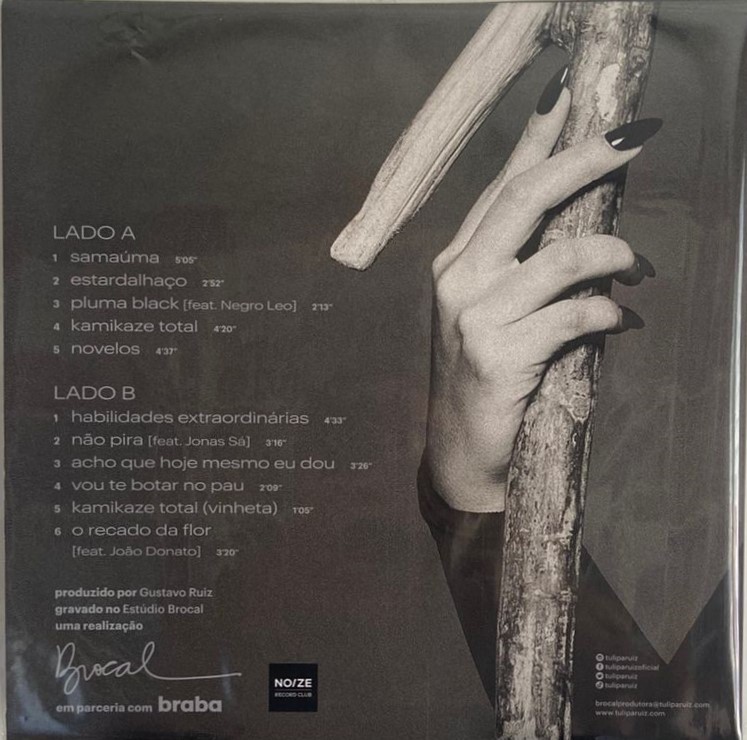 LADO A
1 samaúma 5'05"
2 estardalhaço 2'52"
3 pluma black [feat. Negro Leo] 2'13"
4 kamikaze total 4'20"
5 novelos 4'37"
LADO B
1 habilidades extraordinárias 4'33"
2 não pira [feat. Jonas Sá] 3'16"
3 acho que hoje mesmo eu dou 3'26"
4 vou te botar no pau 2'09"
5 kamikaze total (vinheta) 1'05"
6 o recado da flor
[feat. João Donato] 3'20"
produzido por Gustavo Ruiz
gravado no Estúdio Brocal
uma realização
Brocal
em parceria com braba
NO/ZE
RECORD CLUB
tuliparuiz
tuliparuizoficial
tuliparuiz
tuliparuiz
brocalprodutora@tuliparuiz.com
www.tuliparuiz.com